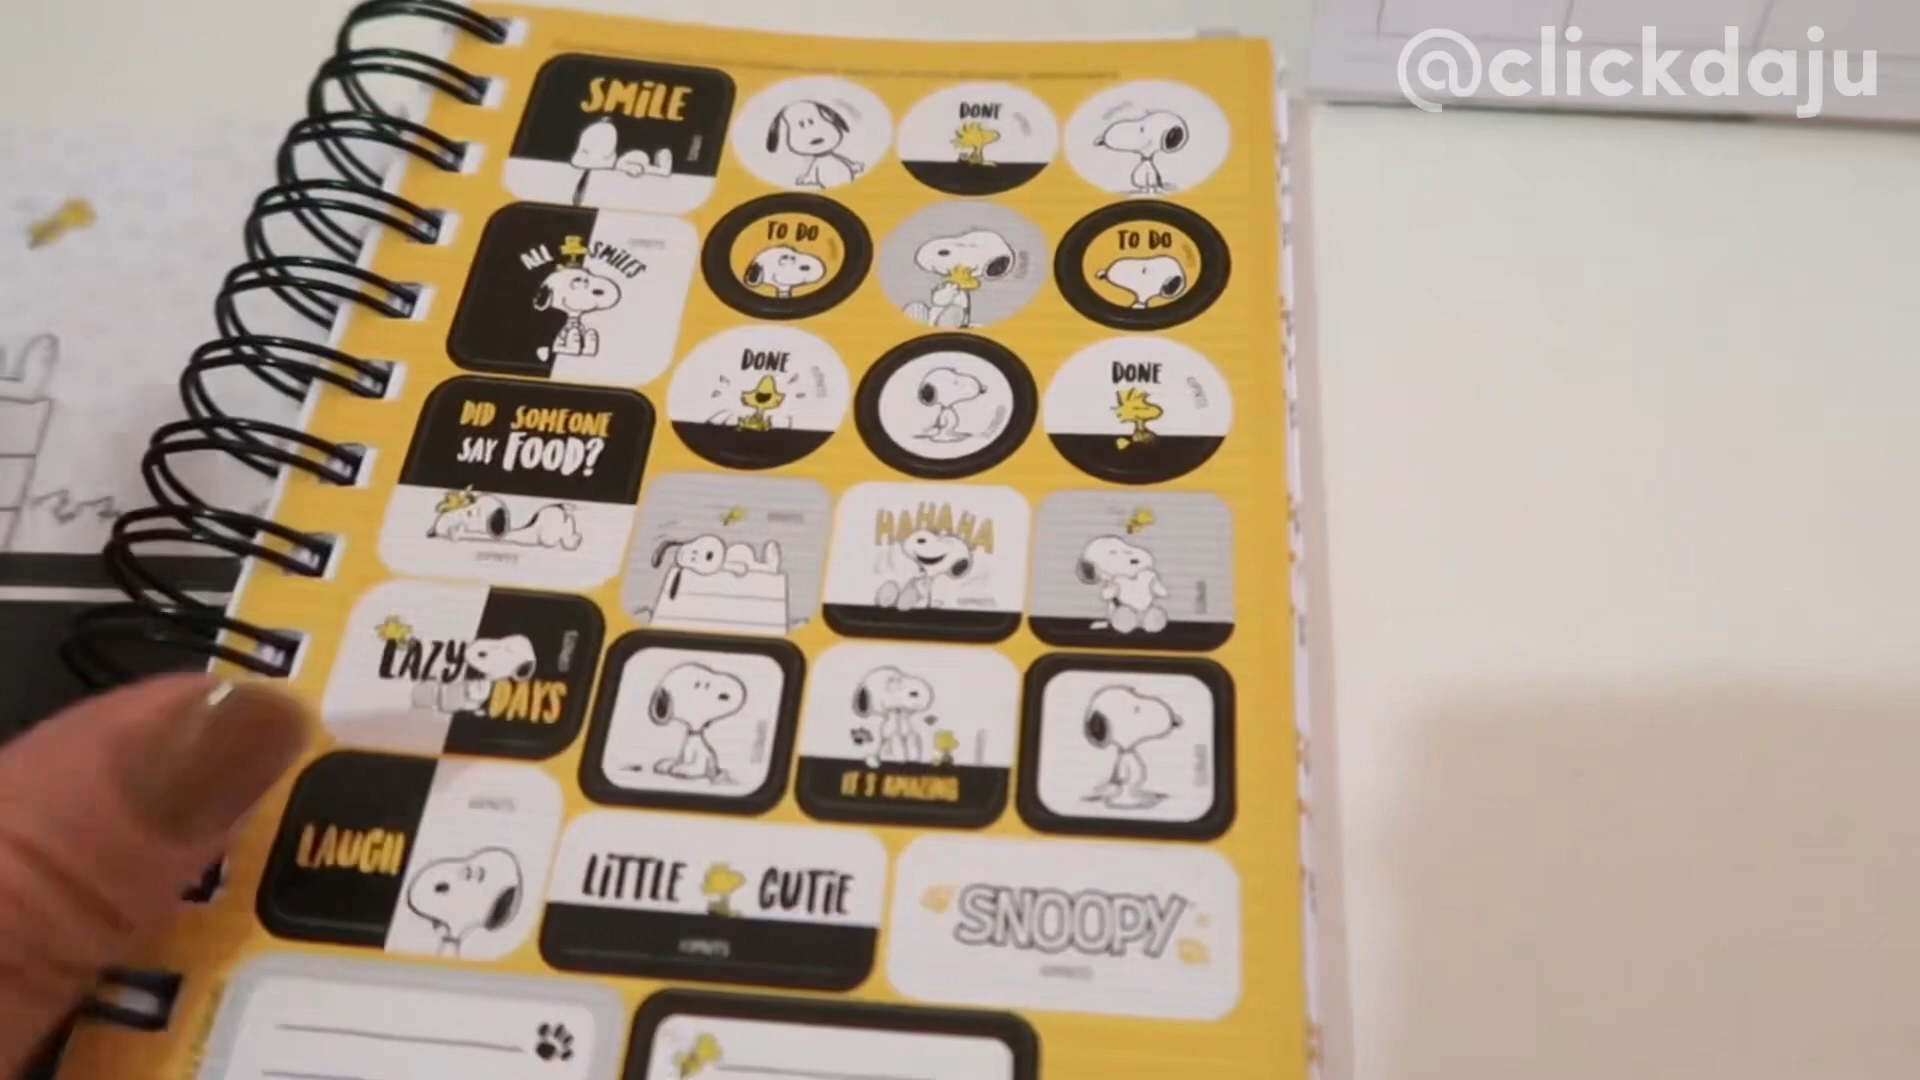 @clickdaju
SMiLE
DONE
ALL SMiLES
TO DO
TO DO
DID SOMEONE
SAY FOOD?
DONE
DONE
HAHAHA
LAZY
DAYS
IT'S AMAZING
LAUGH
LiTTLE CUTiE
SNOOPY